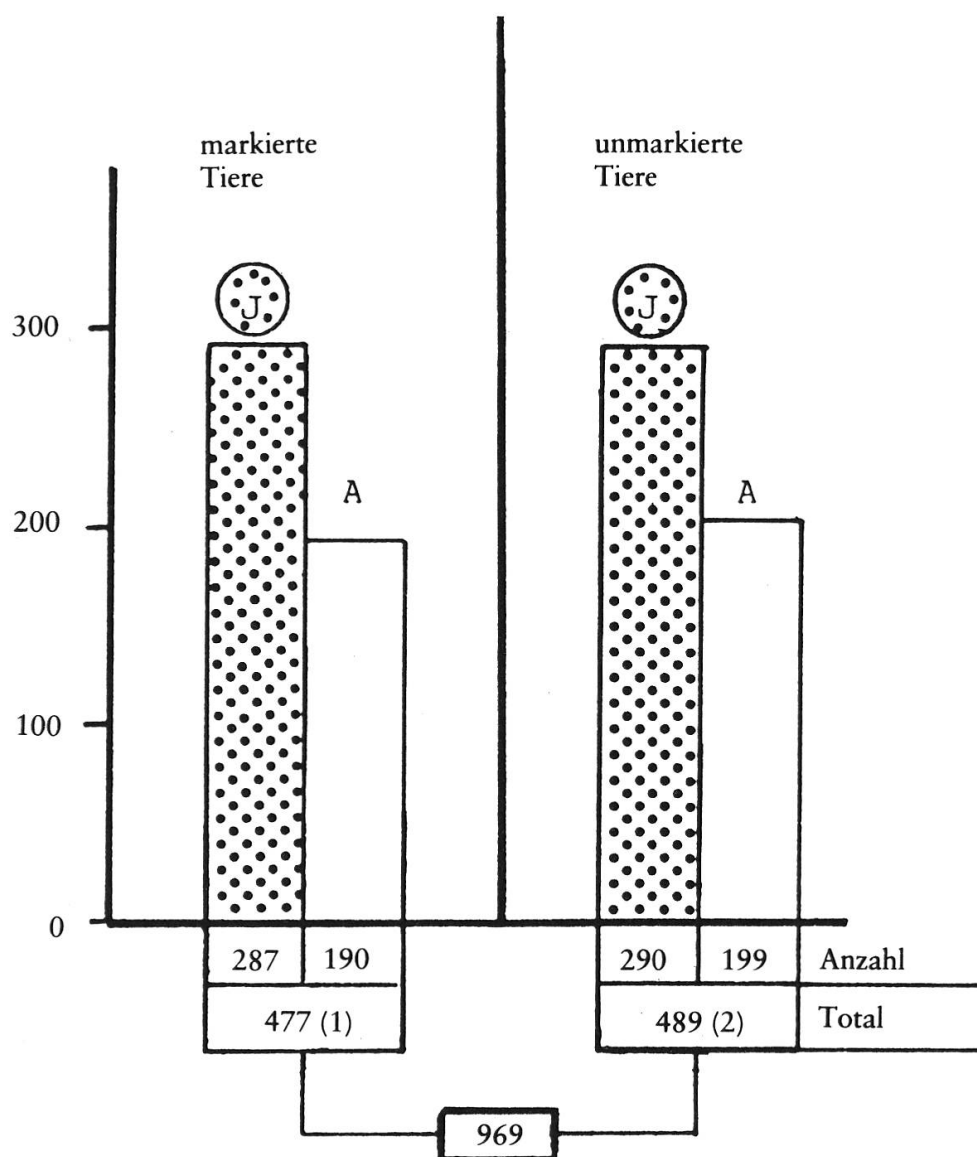 markierte
Tiere
unmarkierte
Tiere
J
J
300
A
A
200
100
0
287 190 290 199 Anzahl
477 (1) 489 (2) Total
969